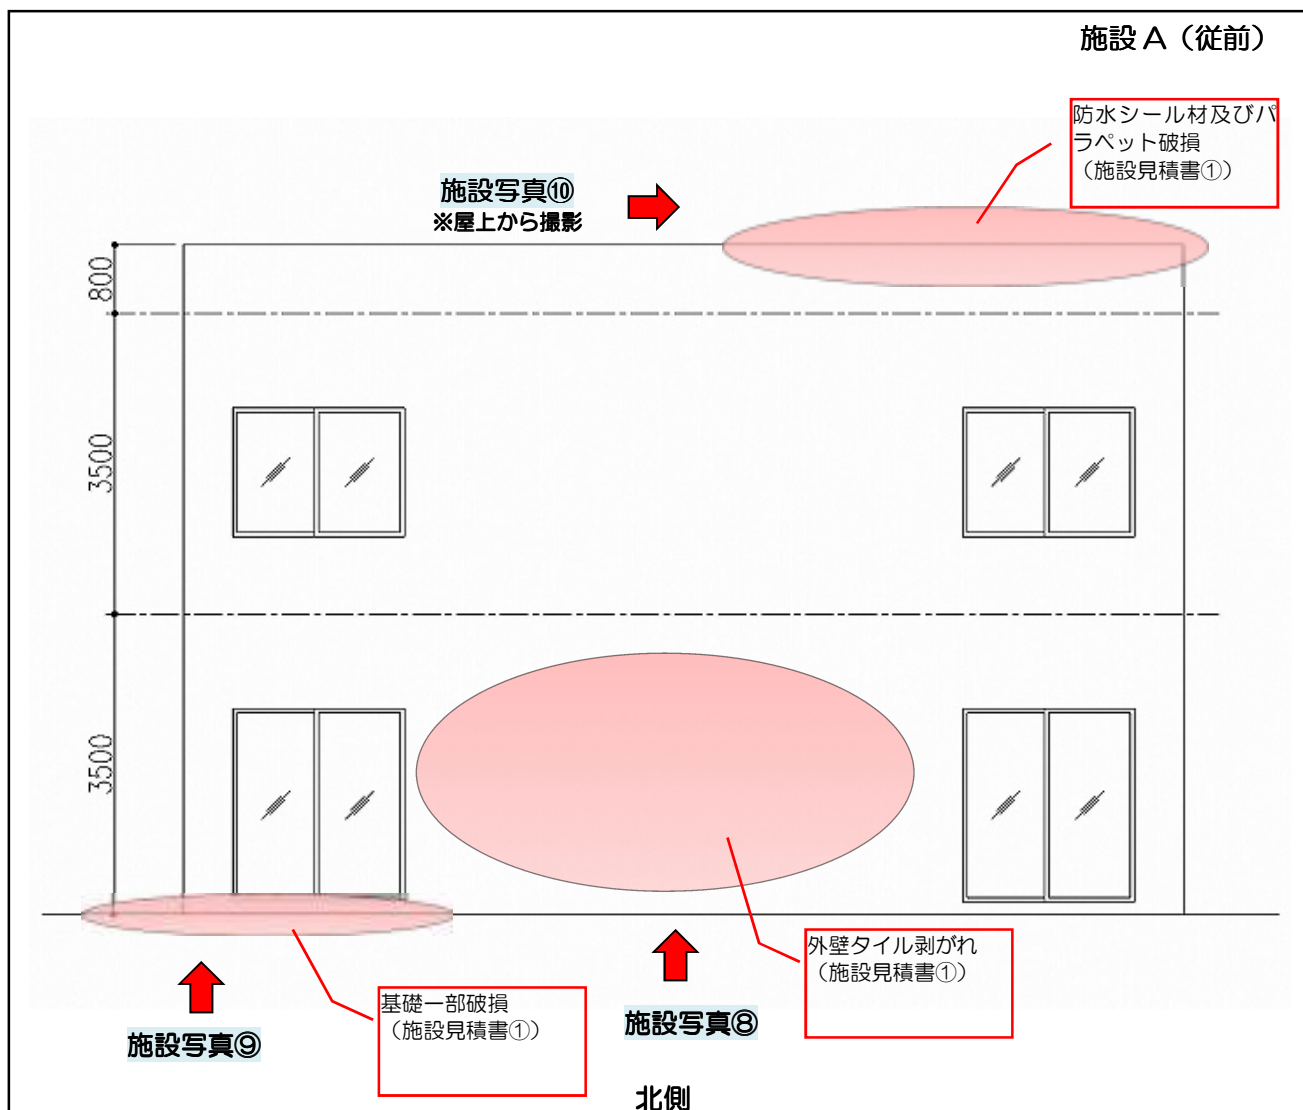 施設A（従前）
防水シール材及びパ
ラペット破損
（施設見積書①）
施設写真⑩
※屋上から撮影
800
3500
3500
外壁タイル剥がれ
（施設見積書①）
基礎一部破損
（施設見積書①）
施設写真⑧
施設写真⑨
北側